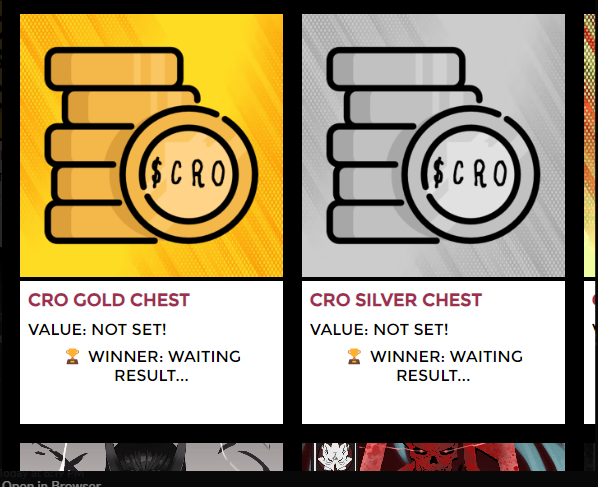 $CRO
$CRO
CRO GOLD CHEST
VALUE: NOT SET!
🏆 WINNER: WAITING
RESULT...
CRO SILVER CHEST
VALUE: NOT SET!
🏆 WINNER: WAITING
RESULT...
Open in Browser